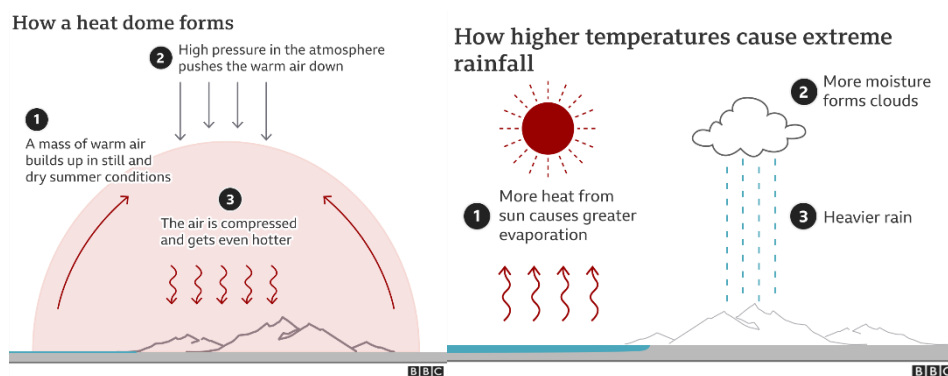 How a heat dome forms
1
A mass of warm air
builds up in still and
dry summer conditions
2
High pressure in the atmosphere
pushes the warm air down
3
The air is compressed
and gets even hotter
BBC
How higher temperatures cause extreme
rainfall
1
More heat from
sun causes greater
evaporation
2
More moisture
forms clouds
3
Heavier rain
BBC